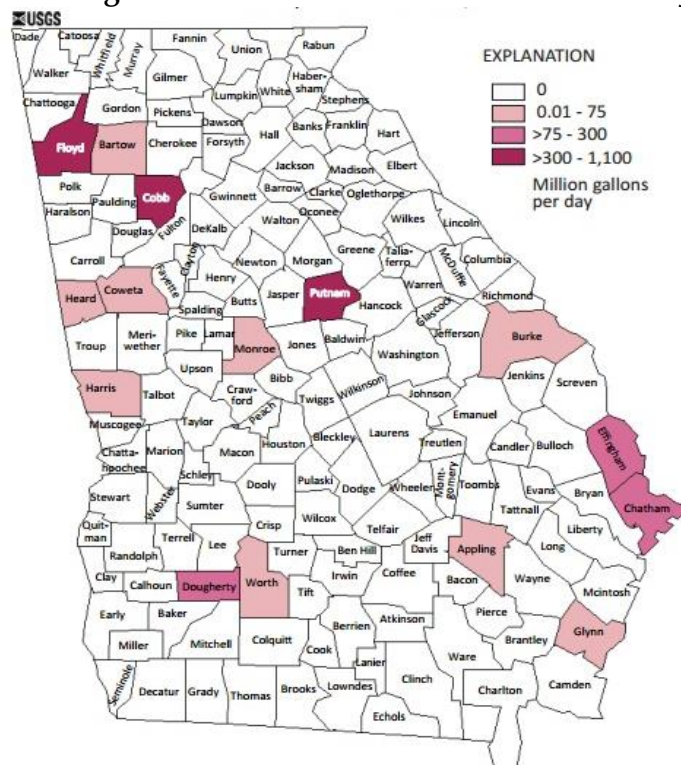 USGS
EXPLANATION
0
0.01 - 75
>75 - 300
>300 - 1,100
Million gallons
per day
Dade
Catoosa
Whitfield
Murray
Fannin
Union
Rabun
Walker
Gilmer
Haber-
sham
White
Lumpkin
Stephens
Chattooga
Gordon
Pickens
Dawson
Hall
Banks
Franklin
Hart
Floyd
Bartow
Cherokee
Forsyth
Jackson
Madison
Elbert
Polk
Paulding
Cobb
Gwinnett
Barrow
Clarke
Oglethorpe
Haralson
Douglas
Fulton
DeKalb
Walton
Oconee
Wilkes
Lincoln
Carroll
Fayette
Clayton
Henry
Newton
Morgan
Greene
Talia-
ferro
McDuffie
Columbia
Heard
Coweta
Spalding
Butts
Jasper
Putnam
Hancock
Warren
Glascock
Richmond
Troup
Meri-
wether
Pike
Lamar
Monroe
Jones
Baldwin
Washington
Jefferson
Burke
Upson
Bibb
Wilkinson
Jenkins
Screven
Harris
Talbot
Craw-
ford
Peach
Twiggs
Johnson
Emanuel
Muscogee
Taylor
Houston
Bleckley
Laurens
Treutlen
Candler
Bulloch
Effingham
Chatta-
hoochee
Marion
Macon
Schley
Dooly
Pulaski
Dodge
Wheeler
Mont-
gomery
Toombs
Evans
Bryan
Chatham
Stewart
Webster
Sumter
Crisp
Wilcox
Telfair
Tattnall
Liberty
Quit-
man
Randolph
Terrell
Lee
Turner
Ben Hill
Jeff
Davis
Appling
Long
Clay
Calhoun
Dougherty
Worth
Tift
Irwin
Coffee
Bacon
Wayne
Mcintosh
Early
Baker
Mitchell
Colquitt
Cook
Berrien
Atkinson
Pierce
Brantley
Glynn
Miller
Lanier
Ware
Seminole
Decatur
Grady
Thomas
Brooks
Lowndes
Clinch
Charlton
Camden
Echols